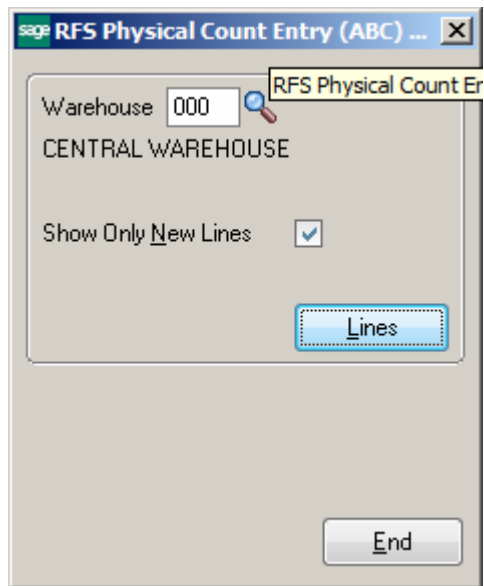 sage RFS Physical Count Entry (ABC) ...
RFS Physical Count Er
Warehouse 000
CENTRAL WAREHOUSE
Show Only New Lines
Lines
End